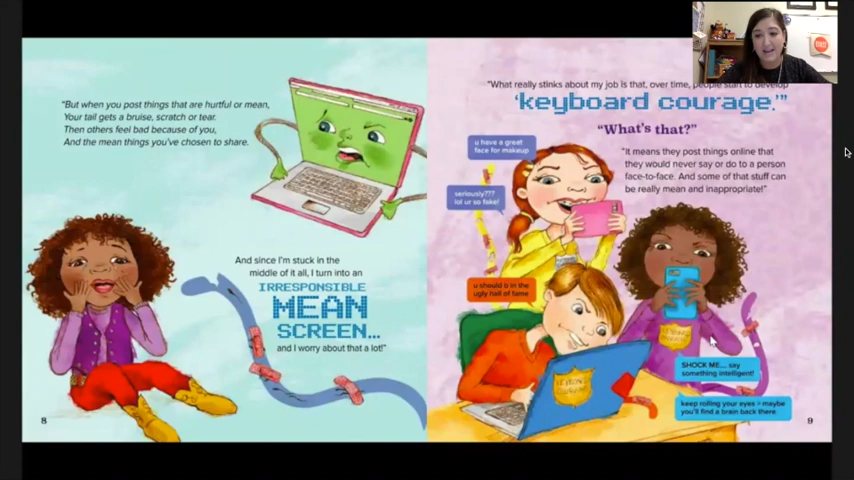 "But when you post things that are hurtful or mean,
Your tail gets a bruise, scratch or tear.
Then others feel bad because of you,
And the mean things you've chosen to share.
And since I'm stuck in the
middle of it all, I turn into an
IRRESPONSIBLE
MEAN
SCREEN...
and I worry about that a lot!"
8
"What really stinks about my job is that, over time, people start to develop
'keyboard courage.'"
"What's that?"
"It means they post things online that
they would never say or do to a person
face-to-face. And some of that stuff can
be really mean and inappropriate!"
u have a great
face for makeup
seriously???
lol ur so fake!
u should b in the
ugly hall of fame
KEYBOARD
COURAGE
SHOCK ME.... say
something intelligent!
keep rolling your eyes > maybe
you'll find a brain back there
9